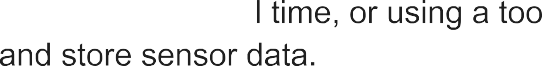 l time, or using a too
and store sensor data.